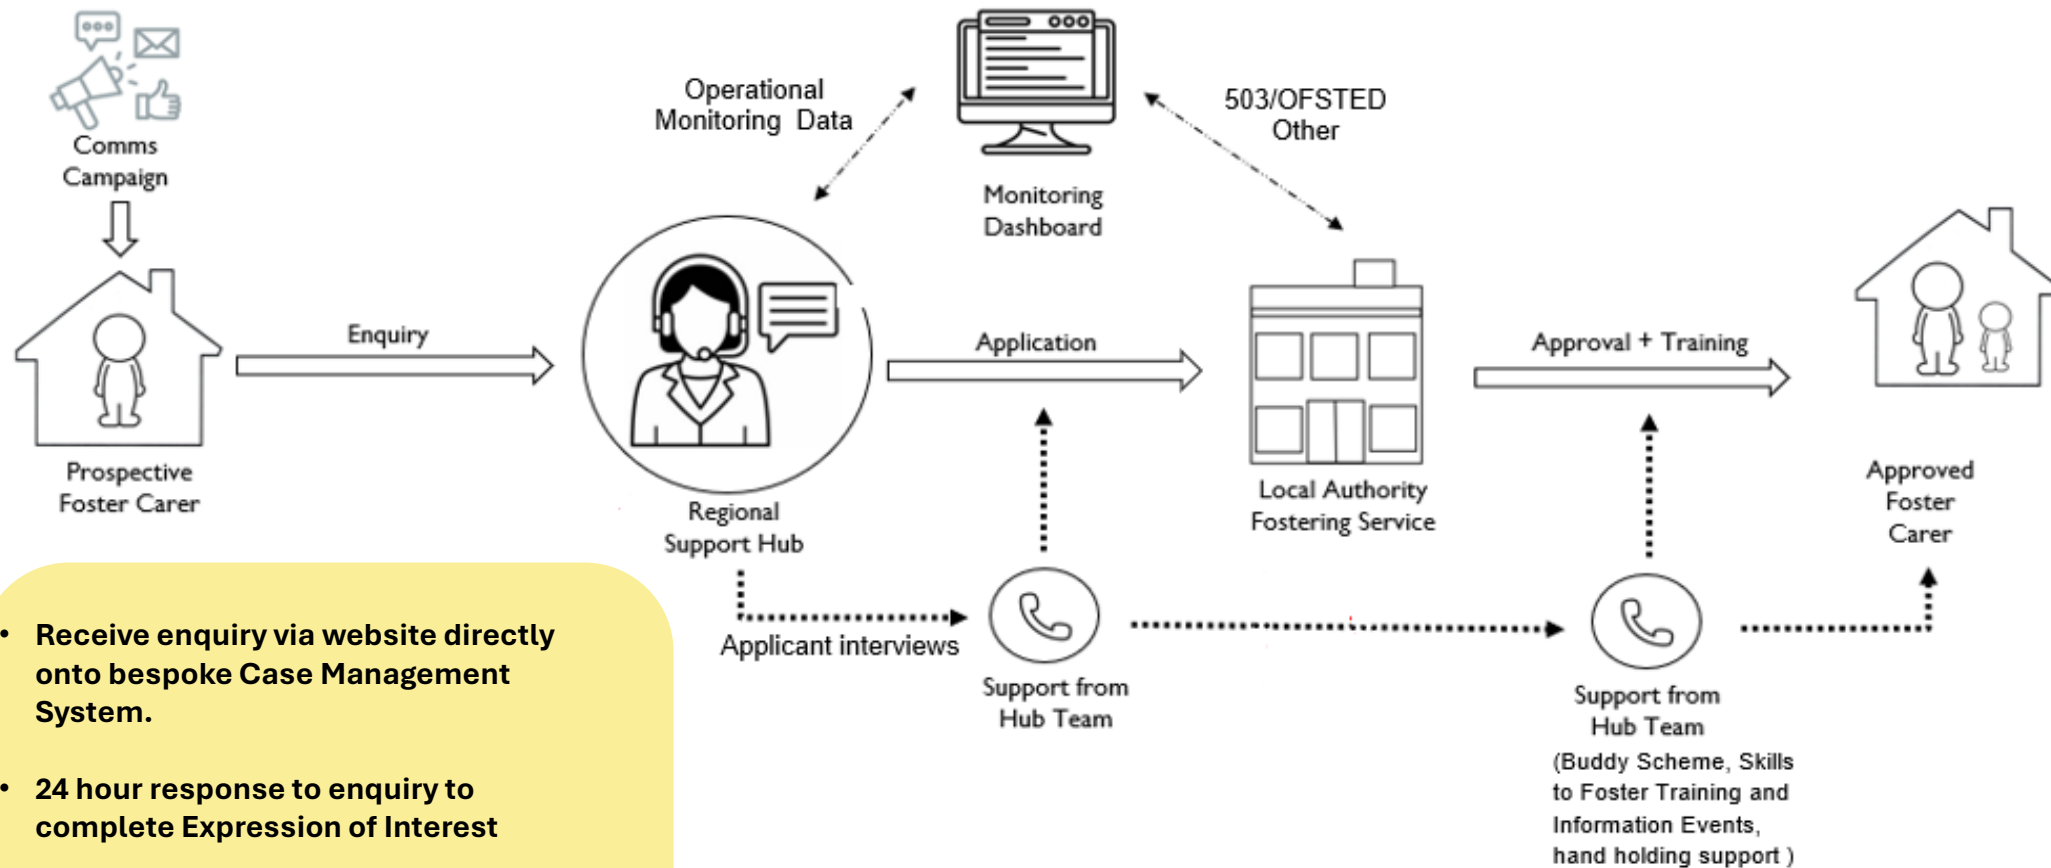 Comms
Campaign
Operational
Monitoring Data
503/OFSTED
Other
Monitoring
Dashboard
Enquiry
Application
Approval + Training
Prospective
Foster Carer
Regional
Support Hub
Local Authority
Fostering Service
Approved
Foster
Carer
Applicant interviews
Support from
Hub Team
Support from
Hub Team
(Buddy Scheme, Skills
to Foster Training and
Information Events,
hand holding support )
• Receive enquiry via website directly
onto bespoke Case Management
System.
• 24 hour response to enquiry to
complete Expression of Interest